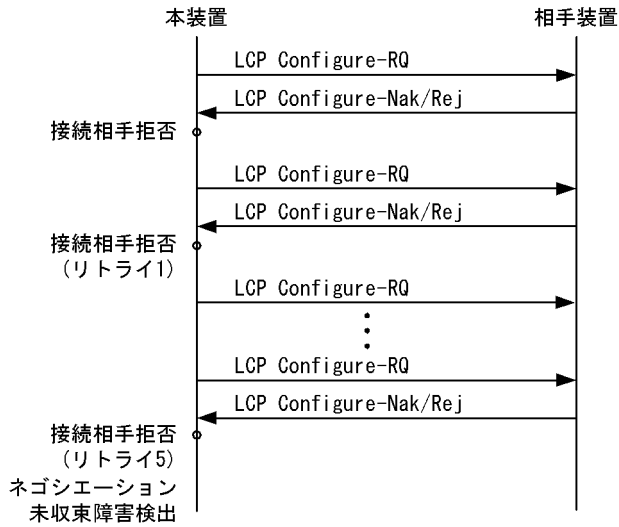 本装置 相手装置
LCP Configure-RQ
LCP Configure-Nak/Rej
接続相手拒否
LCP Configure-RQ
LCP Configure-Nak/Rej
接続相手拒否
(リトライ1)
LCP Configure-RQ
LCP Configure-RQ
LCP Configure-Nak/Rej
接続相手拒否
(リトライ5)
ネゴシエーション
未収束障害検出